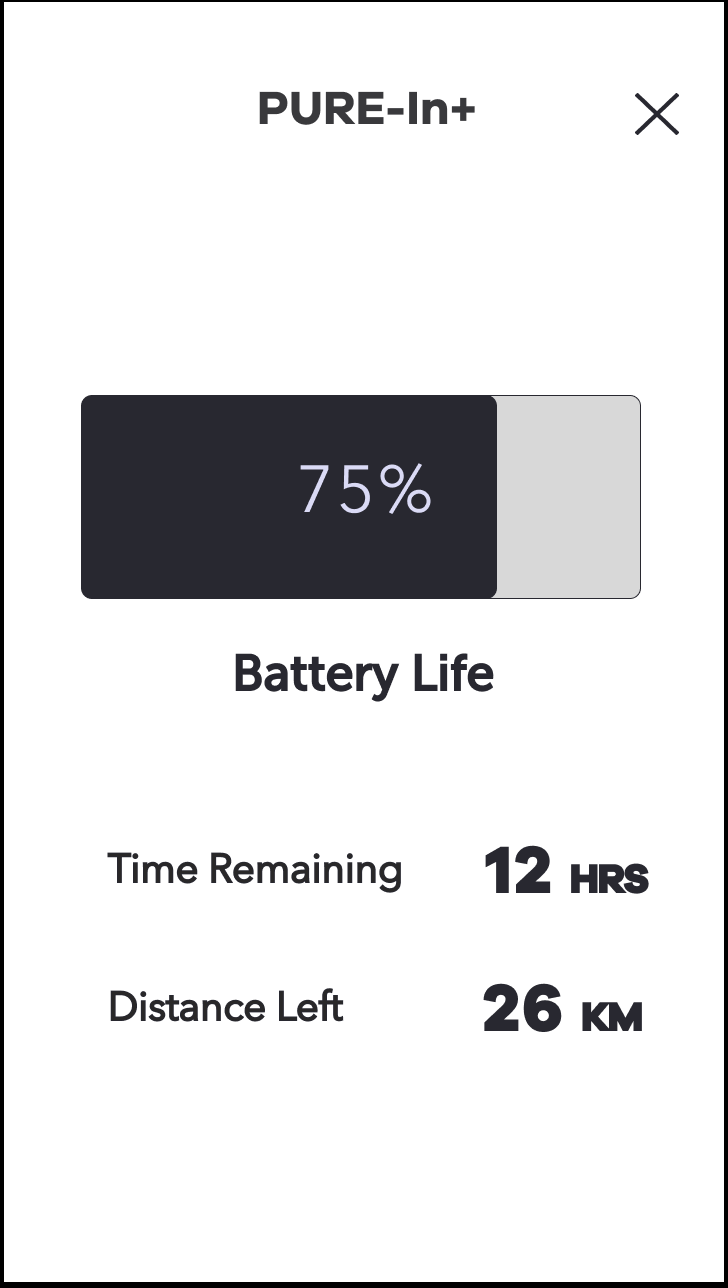 PURE-In+
75%
Battery Life
Time Remaining 12 HRS
Distance Left 26 KM